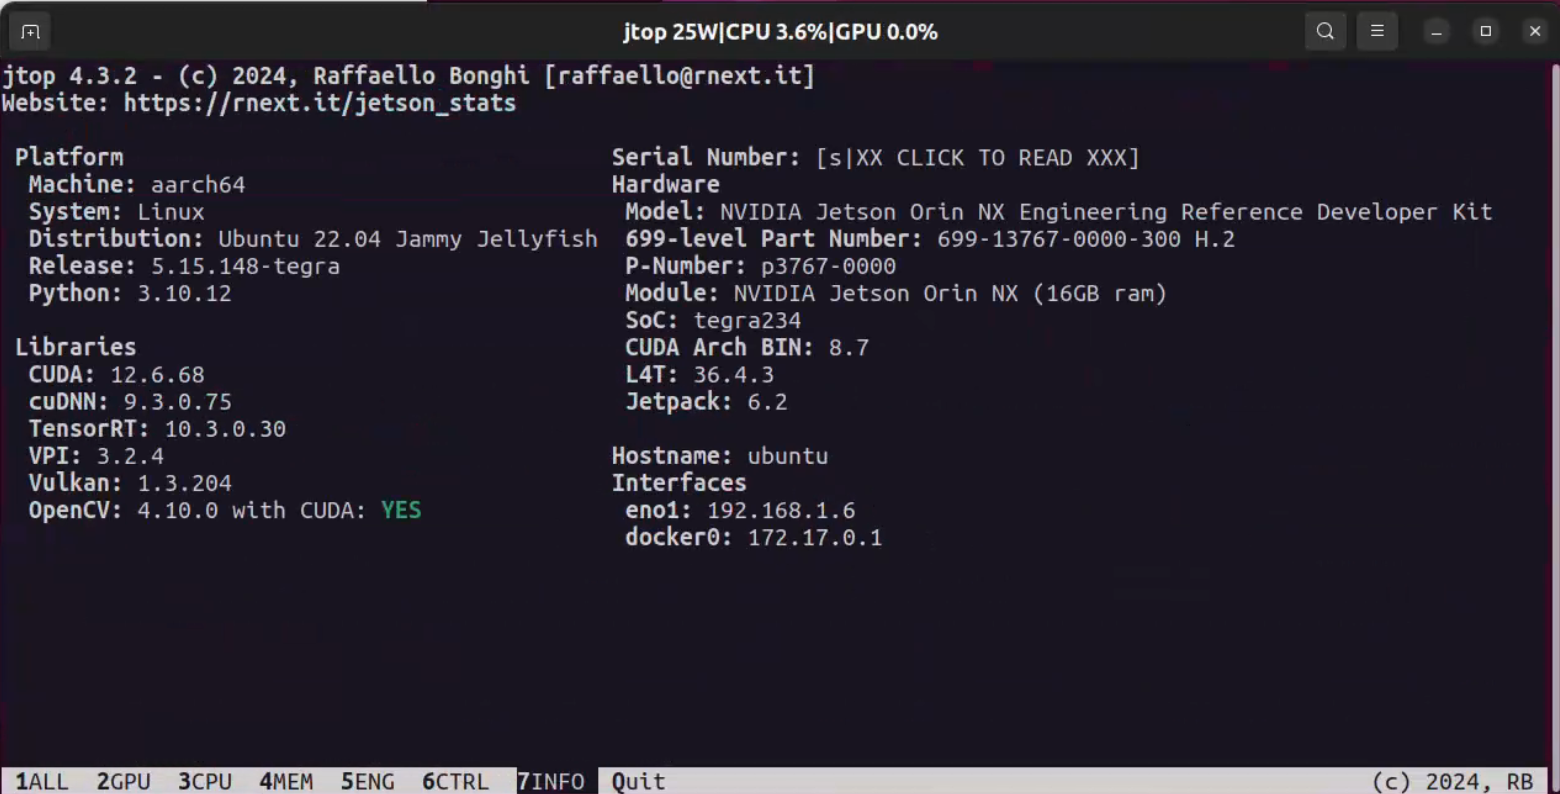 jtop 25W|CPU 3.6%|GPU 0.0%
jtop 4.3.2 - (c) 2024, Raffaello Bonghi [raffaello@rnext.it]
Website: https://rnext.it/jetson_stats
Platform
Machine: aarch64
System: Linux
Distribution: Ubuntu 22.04 Jammy Jellyfish
Release: 5.15.148-tegra
Python: 3.10.12
Libraries
CUDA: 12.6.68
cuDNN: 9.3.0.75
TensorRT: 10.3.0.30
VPI: 3.2.4
Vulkan: 1.3.204
OpenCV: 4.10.0 with CUDA: YES
Serial Number: [s|XX CLICK TO READ XXX]
Hardware
Model: NVIDIA Jetson Orin NX Engineering Reference Developer Kit
699-level Part Number: 699-13767-0000-300 H.2
P-Number: p3767-0000
Module: NVIDIA Jetson Orin NX (16GB ram)
SoC: tegra234
CUDA Arch BIN: 8.7
L4T: 36.4.3
Jetpack: 6.2
Hostname: ubuntu
Interfaces
eno1: 192.168.1.6
docker0: 172.17.0.1
1ALL 2GPU 3CPU 4MEM 5ENG 6CTRL 7INFO Quit (c) 2024, RB